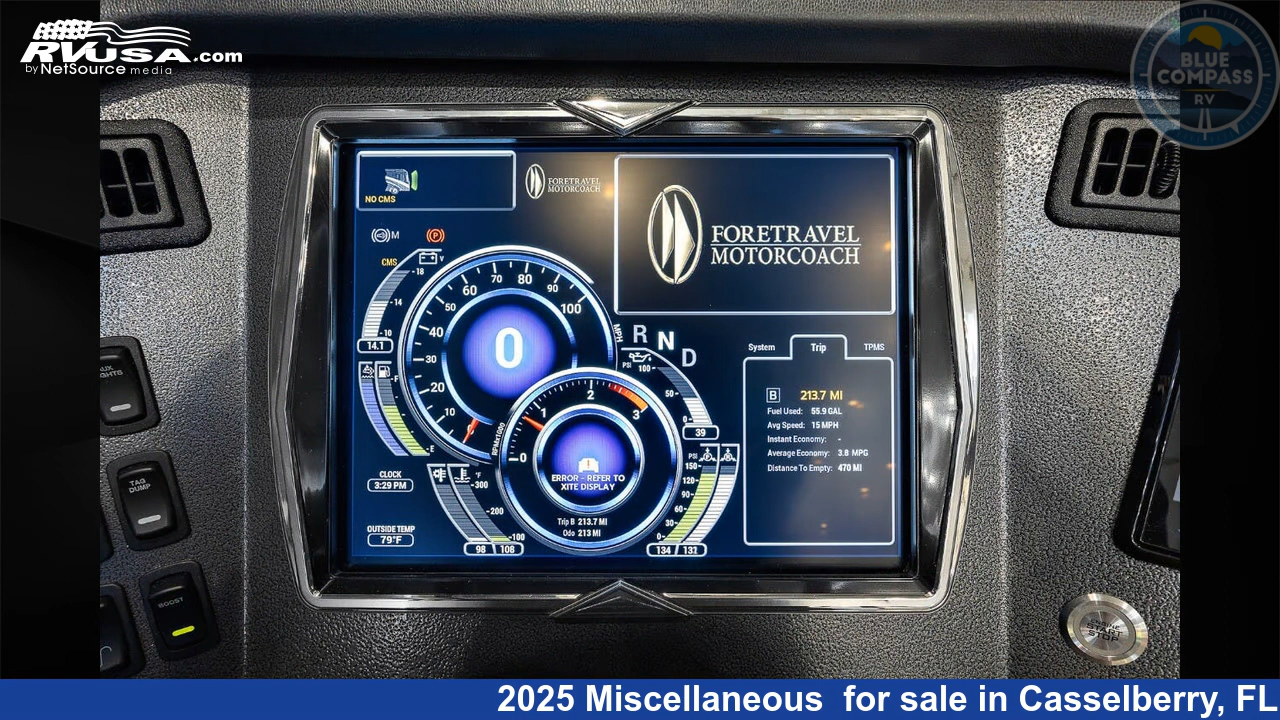 RVUSA.com
by NetSource media
BLUE
COMPASS
RV
NO CMS
FORETRAVEL
MOTORCOACH
FORETRAVEL
MOTORCOACH
M
P
CMS
V
18
14
10
14.1
10
20
30
40
50
60
70
80
90
100
MPH
0
R
N
D
PSI
100
50
0
39
System
Trip
TPMS
B 213.7 MI
Fuel Used: 55.9 GAL
Avg Speed: 15 MPH
Instant Economy: -
Average Economy: 3.8 MPG
Distance To Empty: 470 MI
F
E
RPMx1000
0
1
2
3
ERROR - REFER TO
XITE DISPLAY
Trip B 213.7 MI
Odo 213 MI
CLOCK
3:29 PM
OUTSIDE TEMP
79°F
°F
300
200
100
98 108
PSI
150
120
90
60
30
0
134 132
TAG
DUMP
BOOST
START
STOP
2025 Miscellaneous for sale in Casselberry, FL